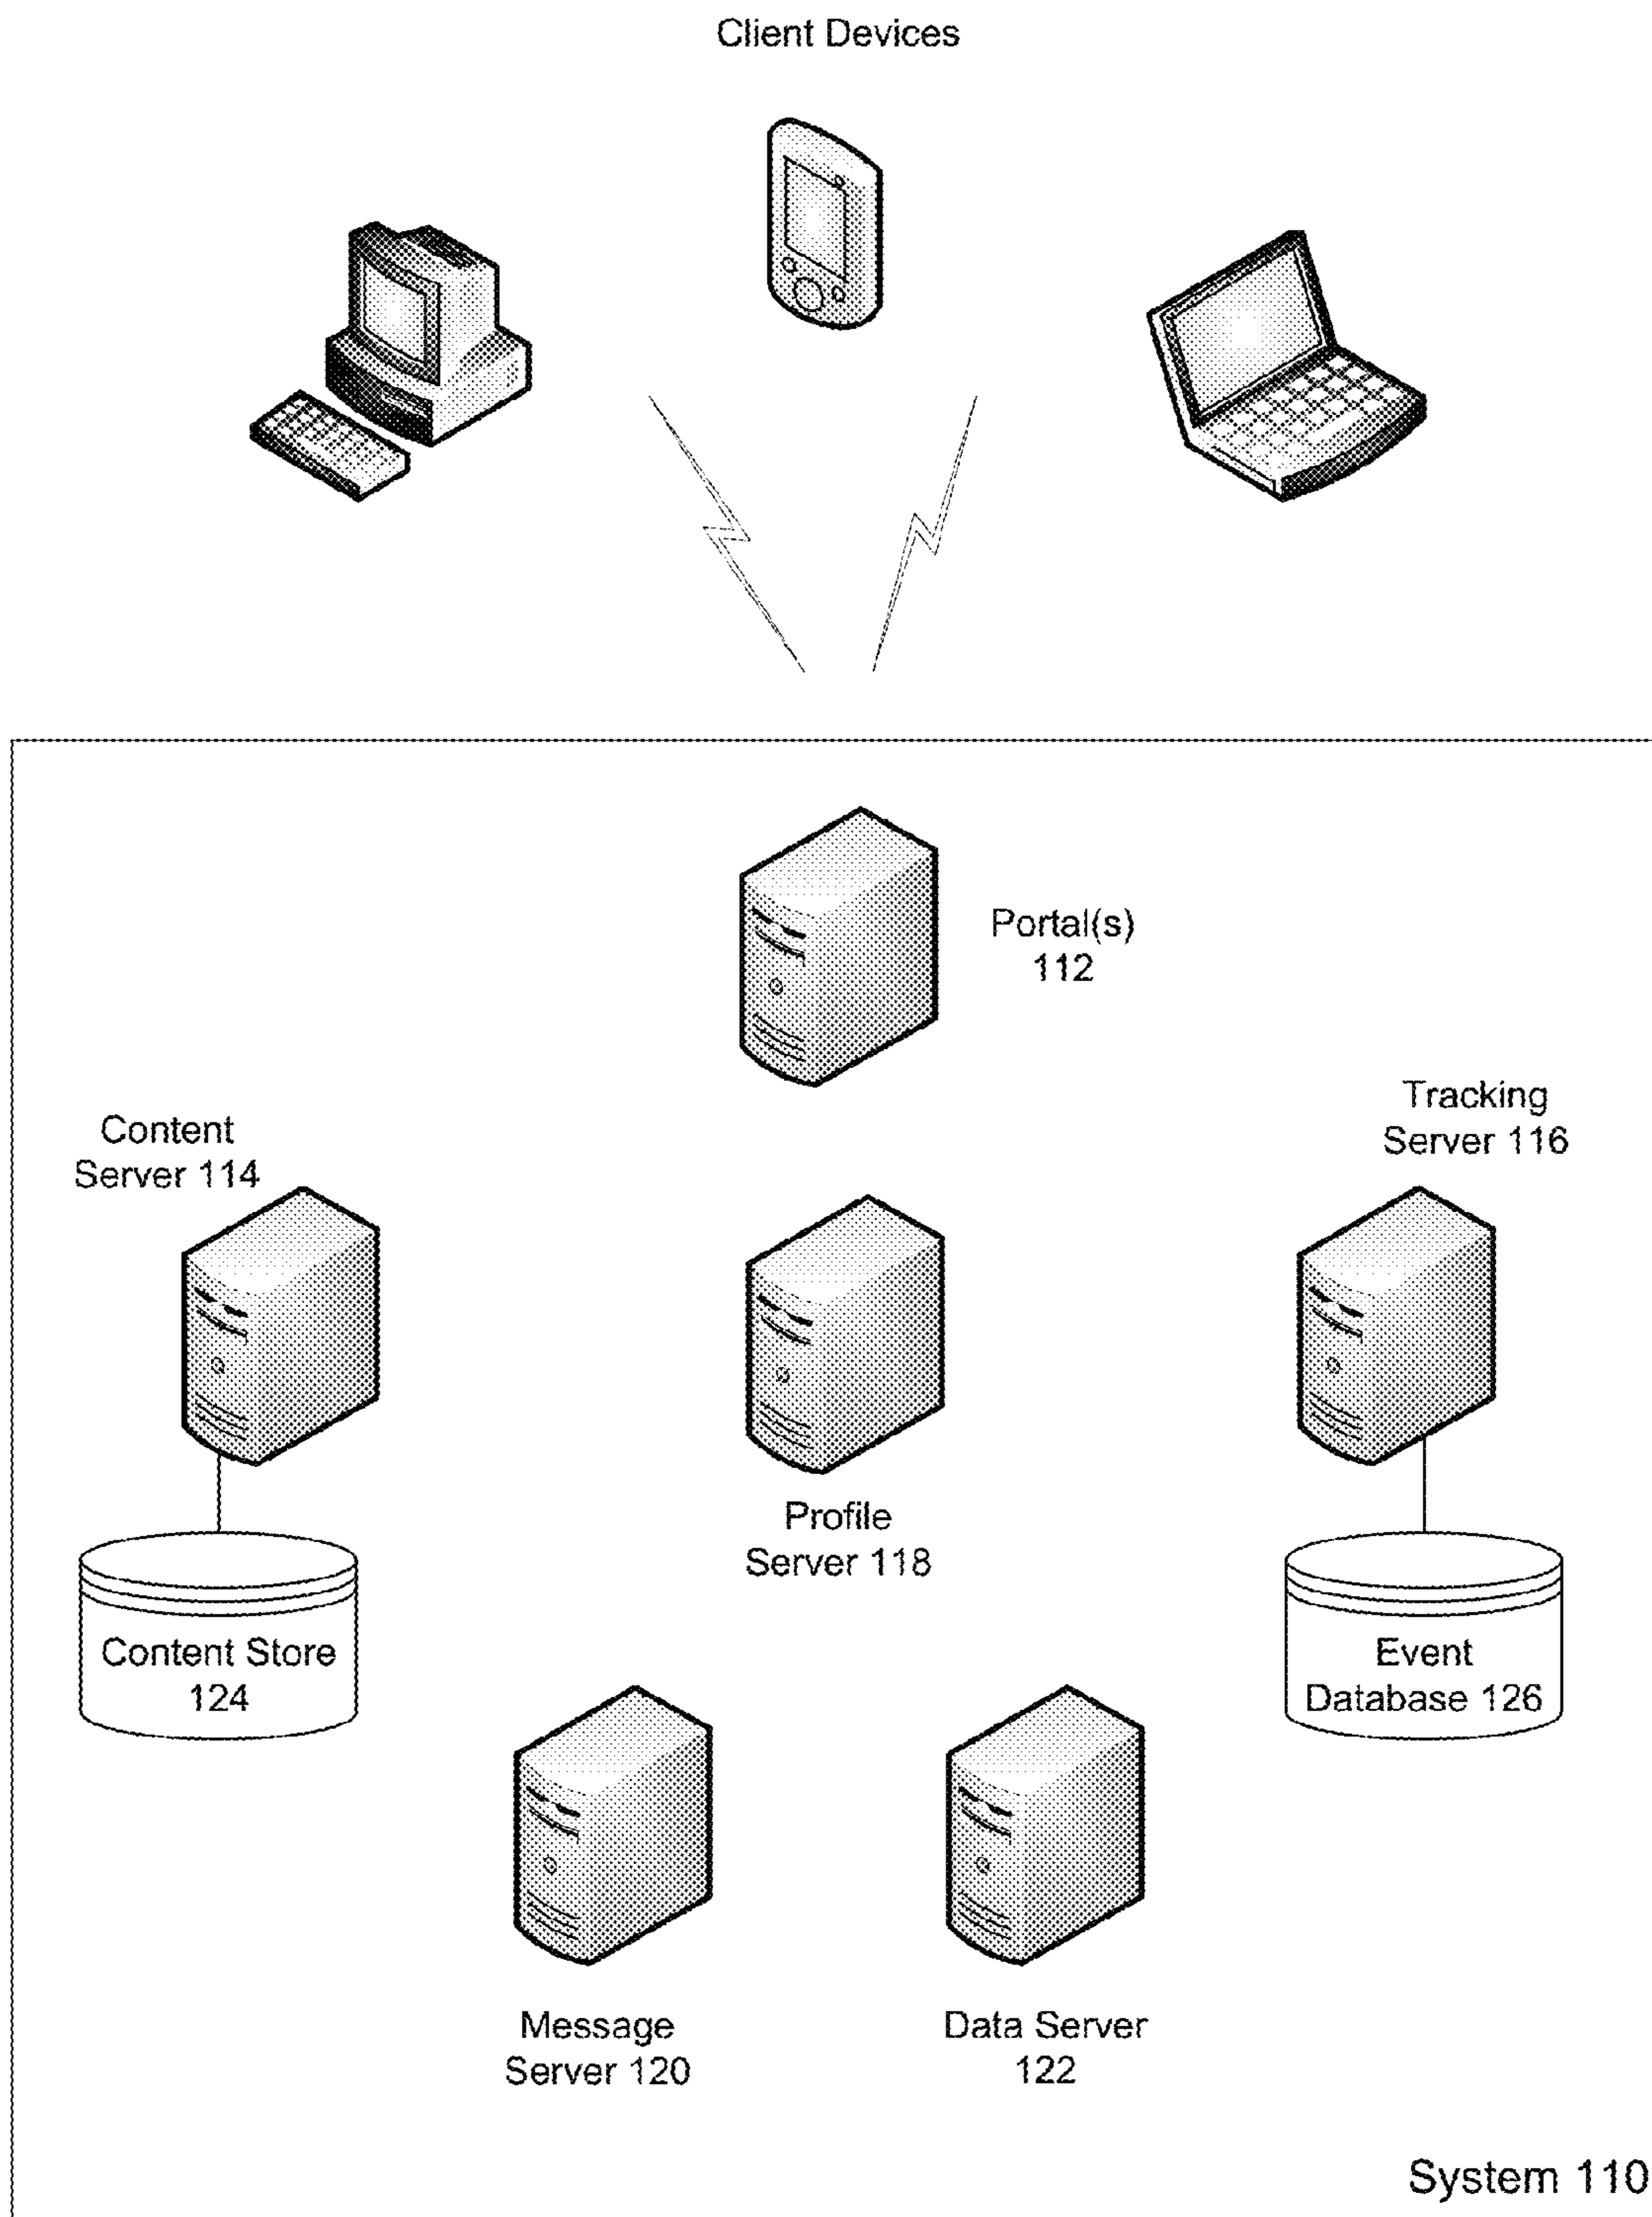 Client Devices
Portal(s)
112
Content
Server 114
Tracking
Server 116
Profile
Server 118
Content Store
124
Event
Database 126
Message
Server 120
Data Server
122
System 110